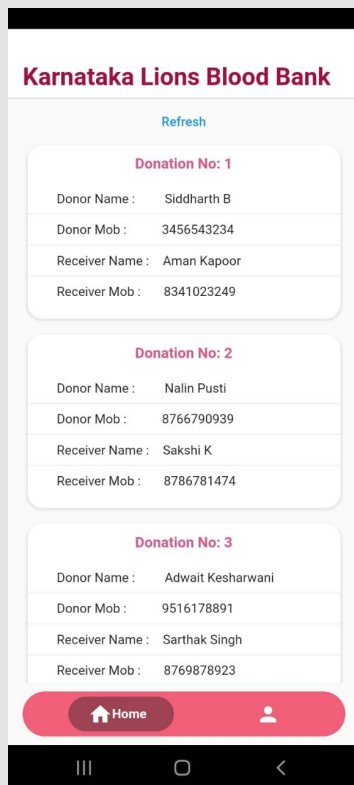 Karnataka Lions Blood Bank
Refresh
Donation No: 1
Donor Name : Siddharth B
Donor Mob : 3456543234
Receiver Name : Aman Kapoor
Receiver Mob : 8341023249
Donation No: 2
Donor Name : Nalin Pusti
Donor Mob : 8766790939
Receiver Name : Sakshi K
Receiver Mob : 8786781474
Donation No: 3
Donor Name : Adwait Kesharwani
Donor Mob : 9516178891
Receiver Name : Sarthak Singh
Receiver Mob : 8769878923
Home